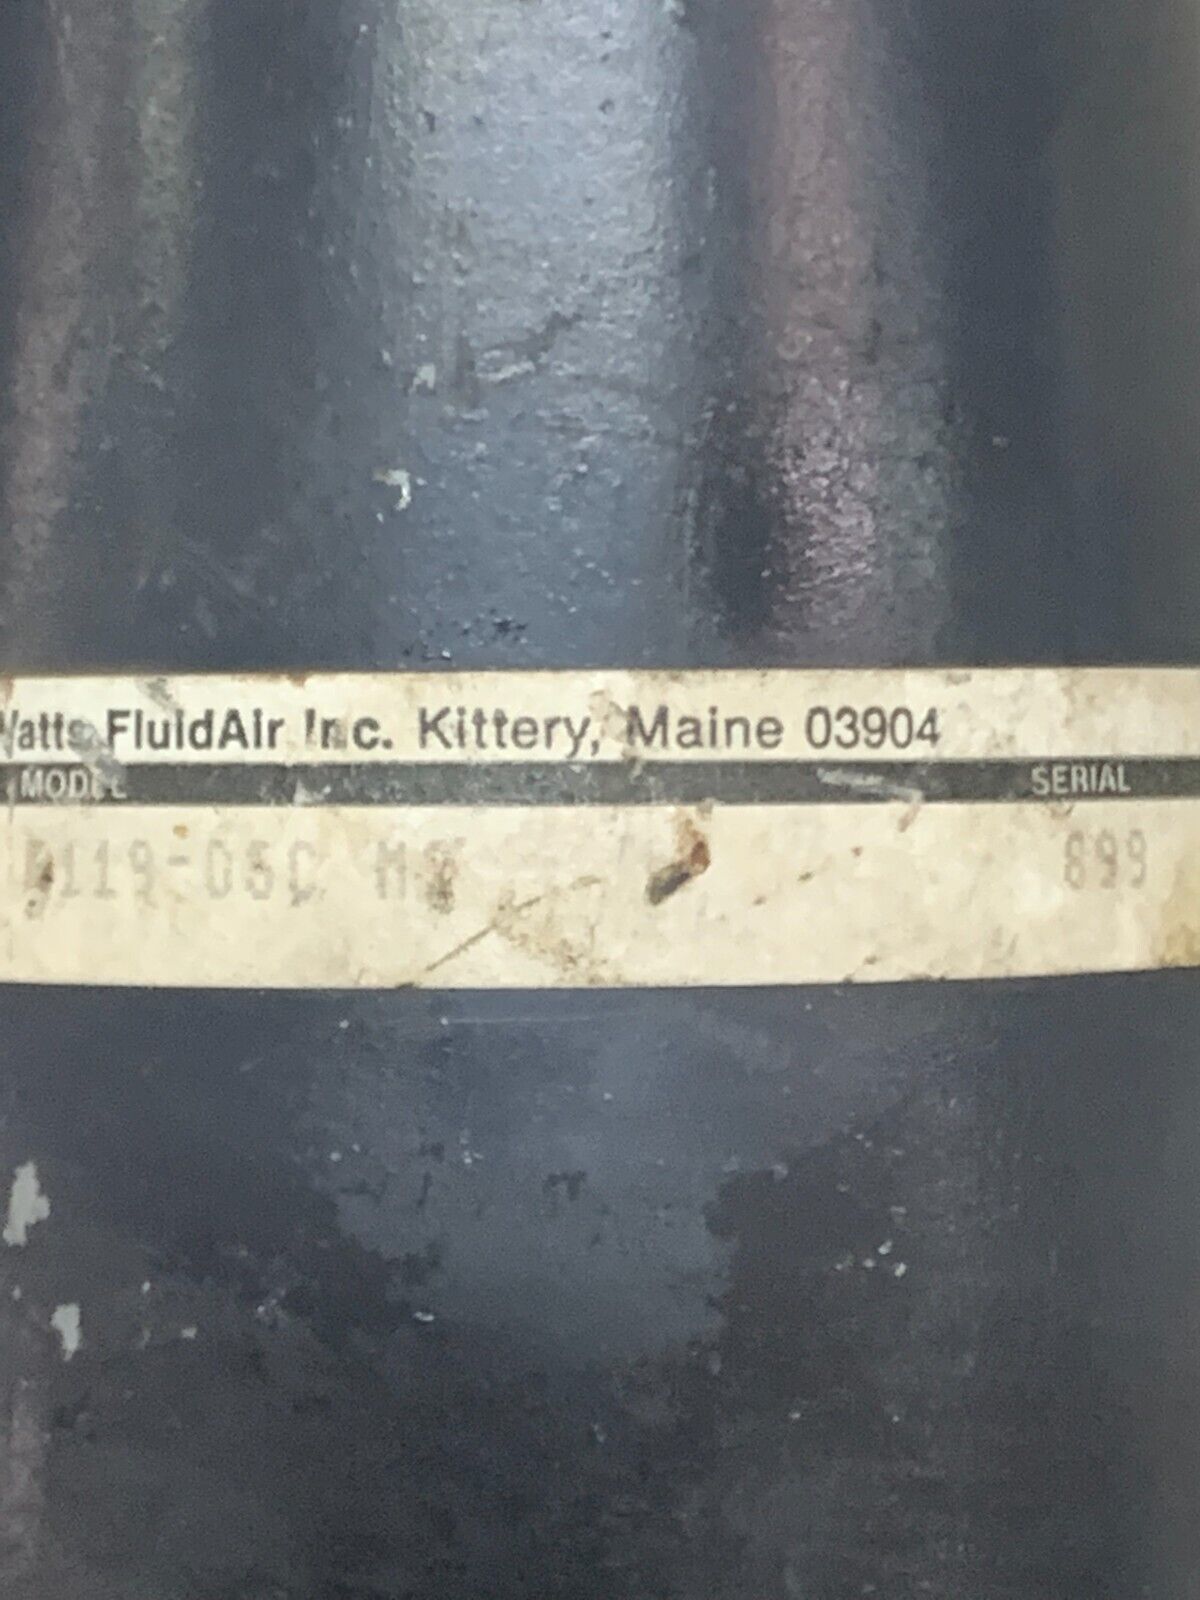 Watts FluidAir Inc. Kittery, Maine 03904
MODEL SERIAL
899